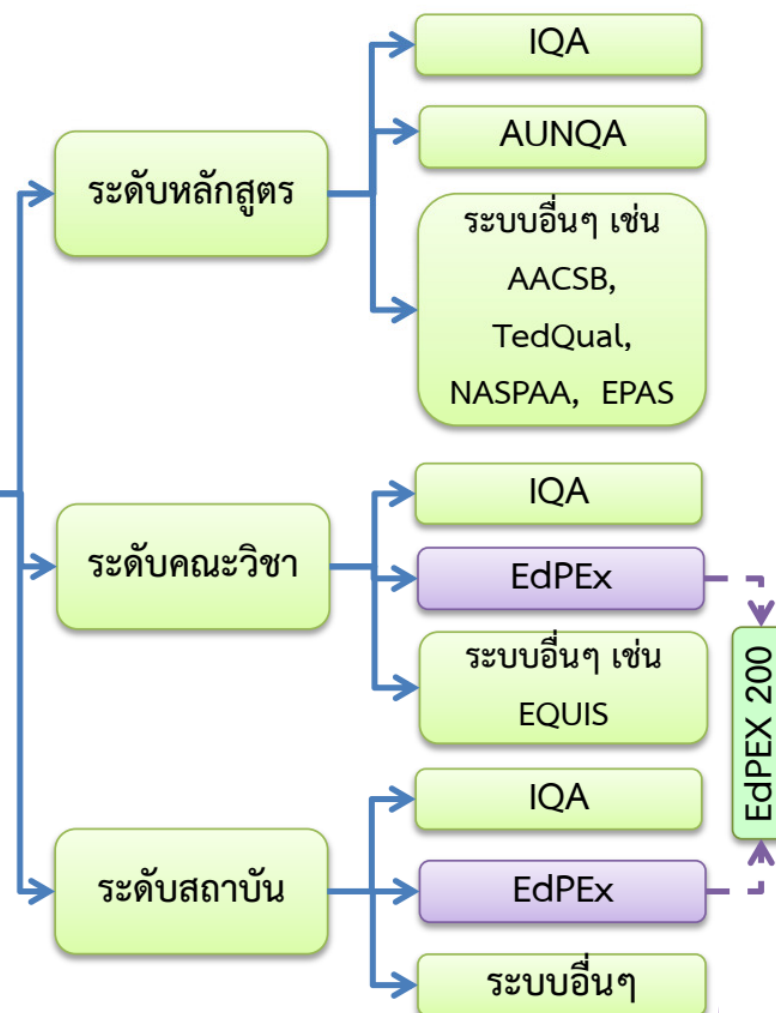 ระดับหลักสูตร
IQA
AUNQA
ระบบอื่นๆ เช่น
AACSB,
TedQual,
NASPAA, EPAS
ระดับคณะวิชา
IQA
EdPEx
ระบบอื่นๆ เช่น
EQUIS
ระดับสถาบัน
IQA
EdPEx
ระบบอื่นๆ
EdPEX 200